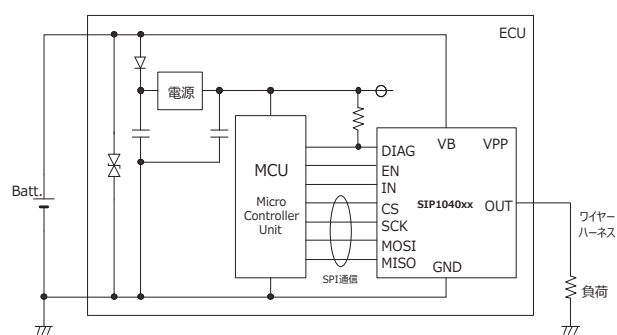 ECU
電源
Batt.
MCU
Micro
Controller
Unit
DIAG
EN
IN
CS
SCK
MOSI
MISO
SPI通信
VB
VPP
SIP1040xx
OUT
GND
ワイヤー
ハーネス
負荷